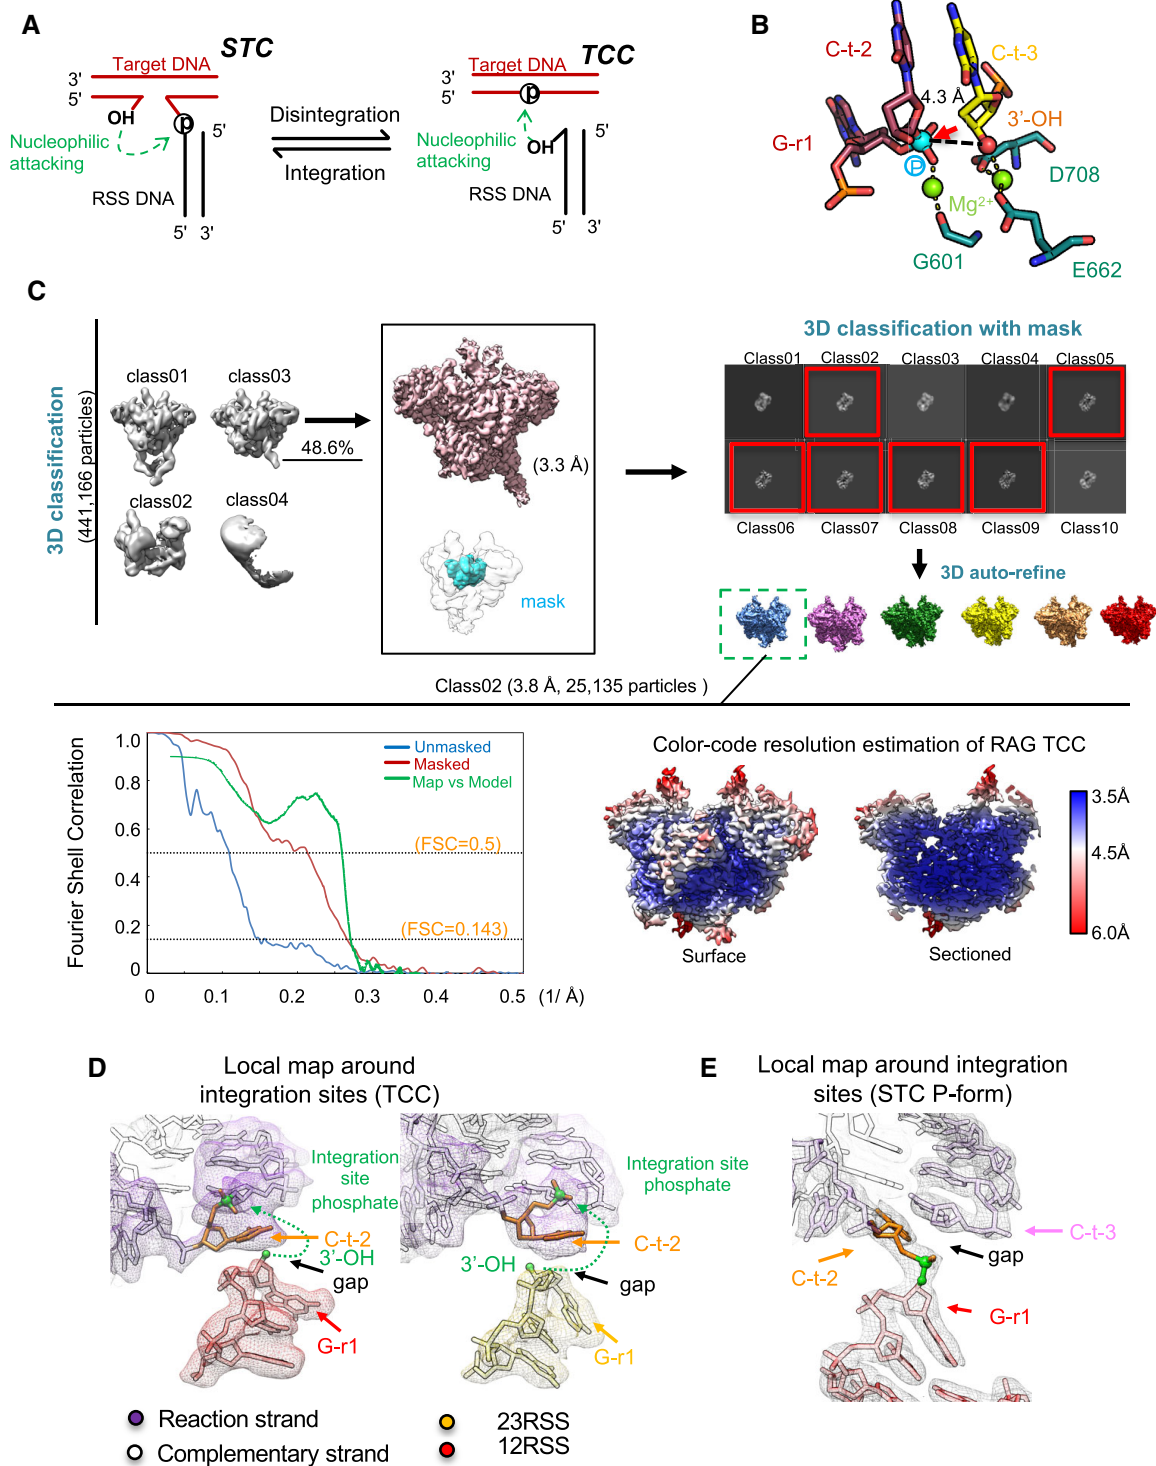 A
STC
Target DNA
3'
5'
OH
p
5'
Nucleophilic
attacking
RSS DNA
5'
3'
Disintegration
Integration
TCC
Target DNA
3'
5'
p
Nucleophilic
attacking
OH
5'
RSS DNA
5'
3'
B
C-t-2
C-t-3
4.3 Å
3'-OH
G-r1
P
D708
Mg2+
G601
E662
C
3D classification
(441,166 particles)
class01
class03
class02
class04
48.6%
(3.3 Å)
mask
3D classification with mask
Class01
Class02
Class03
Class04
Class05
Class06
Class07
Class08
Class09
Class10
3D auto-refine
Class02 (3.8 Å, 25,135 particles )
Fourier Shell Correlation
1.0
0.8
0.6
0.4
0.2
0
Unmasked
Masked
Map vs Model
(FSC=0.5)
(FSC=0.143)
0
0.1
0.2
0.3
0.4
0.5
(1/ Å)
Color-code resolution estimation of RAG TCC
3.5Å
4.5Å
6.0Å
Surface
Sectioned
D
Local map around
integration sites (TCC)
Integration
site
phosphate
C-t-2
3'-OH
gap
G-r1
Integration site
phosphate
C-t-2
3'-OH
gap
G-r1
Reaction strand
Complementary strand
23RSS
12RSS
E
Local map around integration
sites (STC P-form)
C-t-3
gap
C-t-2
G-r1